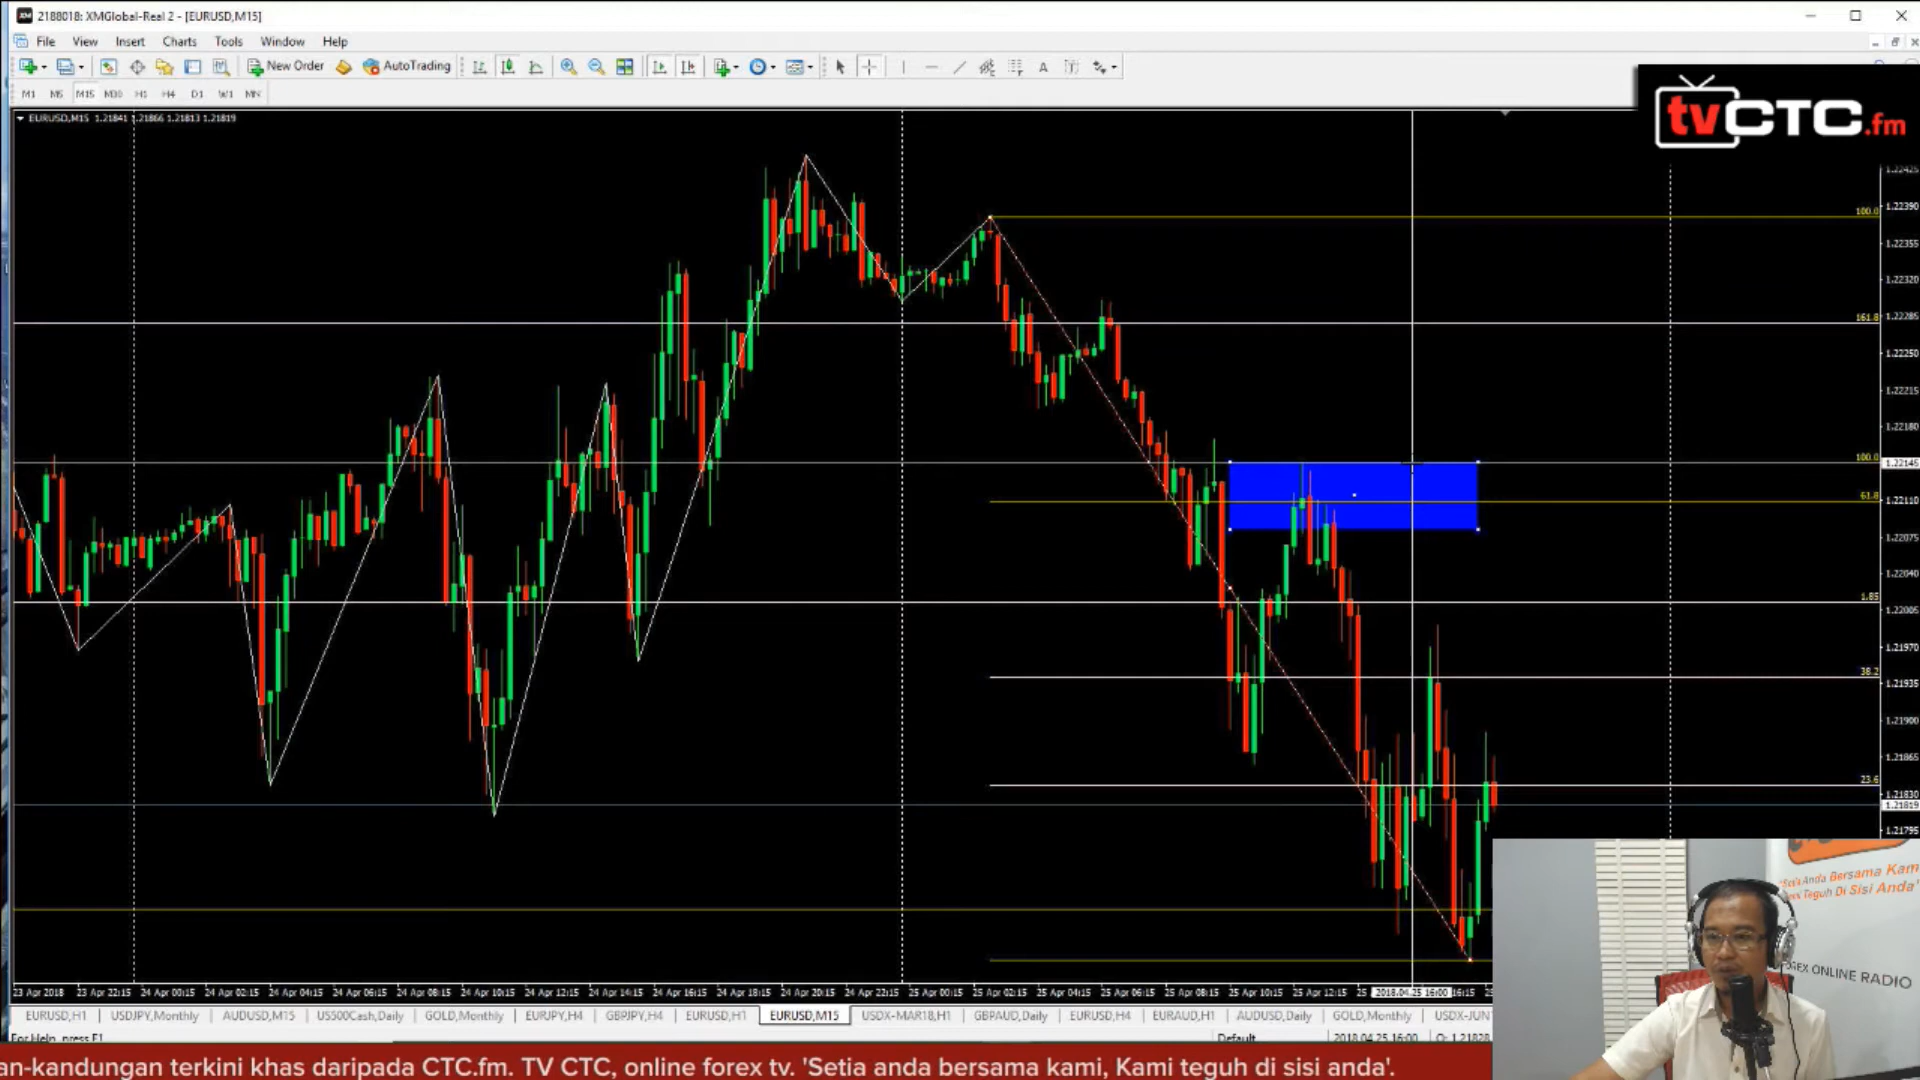 2188018: XMGlobal-Real 2 - [EURUSD,M15]
File View Insert Charts Tools Window Help
New Order AutoTrading
M1 M5 M15 M30 H1 H4 D1 W1 MN
tvCTC.fm
EURUSD,M15 1.21841 1.21866 1.21813 1.21819
1.22425
1.22390
100.0
1.22355
1.22320
1.22285
161.8
1.22250
1.22215
1.22180
100.0
1.22145
61.8
1.22110
1.22075
1.22040
1.85
1.22005
1.21970
38.2
1.21935
1.21900
1.21865
23.6
1.21830
1.21819
1.21795
"Setia Anda Bersama Kami
Teguh Di Sisi Anda"
FOREX ONLINE RADIO
23 Apr 2018 23 Apr 22:15 24 Apr 00:15 24 Apr 02:15 24 Apr 04:15 24 Apr 06:15 24 Apr 08:15 24 Apr 10:15 24 Apr 12:15 24 Apr 14:15 24 Apr 16:15 24 Apr 18:15 24 Apr 20:15 24 Apr 22:15 25 Apr 00:15 25 Apr 02:15 25 Apr 04:15 25 Apr 06:15 25 Apr 08:15 25 Apr 10:15 25 Apr 12:15 25 2018.04.25 16:00 16:15 25
EURUSD,H1 USDJPY,Monthly AUDUSD,M15 US500Cash,Daily GOLD,Monthly EURJPY,H4 GBPJPY,H4 EURUSD,H1 EURUSD,M15 USDX-MAR18,H1 GBPAUD,Daily EURUSD,H4 EURAUD,H1 AUDUSD,Daily GOLD,Monthly USDX-JUN
For Help, press F1 Default 2018.04.25 16:00 O: 1.21828
an-kandungan terkini khas daripada CTC.fm. TV CTC, online forex tv. 'Setia anda bersama kami, Kami teguh di sisi anda'.